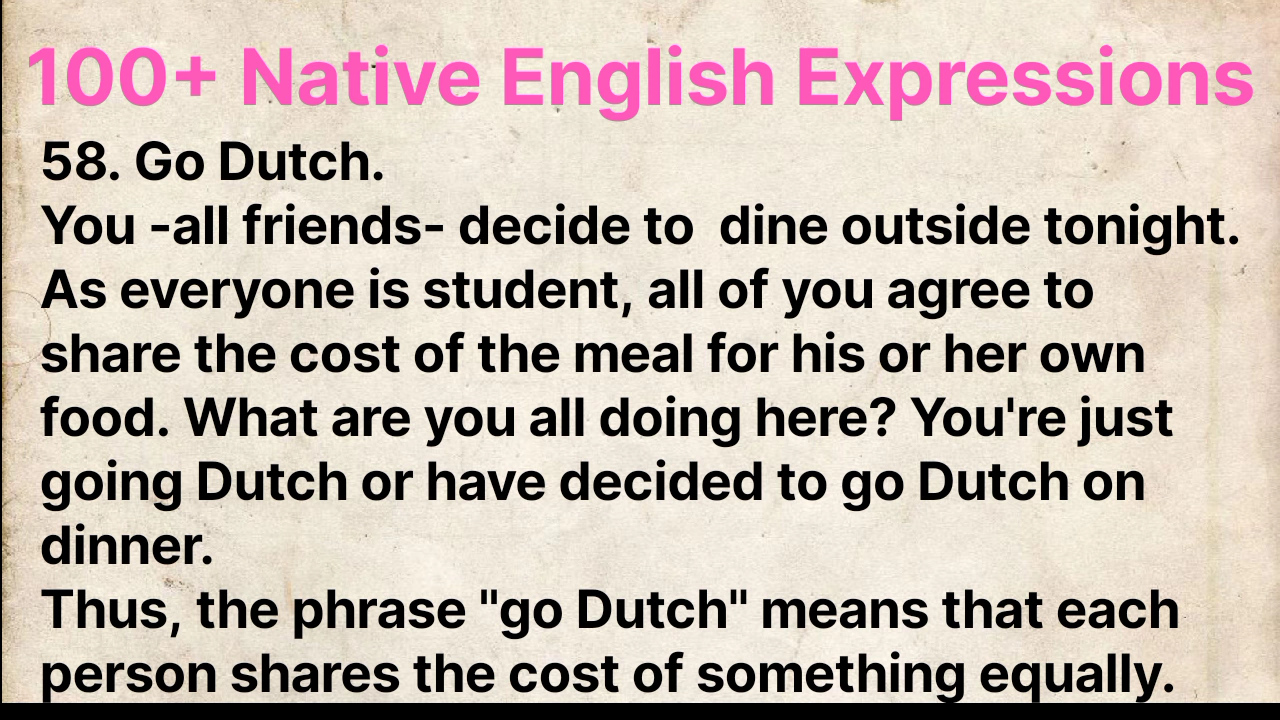 100+ Native English Expressions
58. Go Dutch.
You -all friends- decide to  dine outside tonight.
As everyone is student, all of you agree to
share the cost of the meal for his or her own
food. What are you all doing here? You're just
going Dutch or have decided to go Dutch on
dinner.
Thus, the phrase "go Dutch" means that each
person shares the cost of something equally.